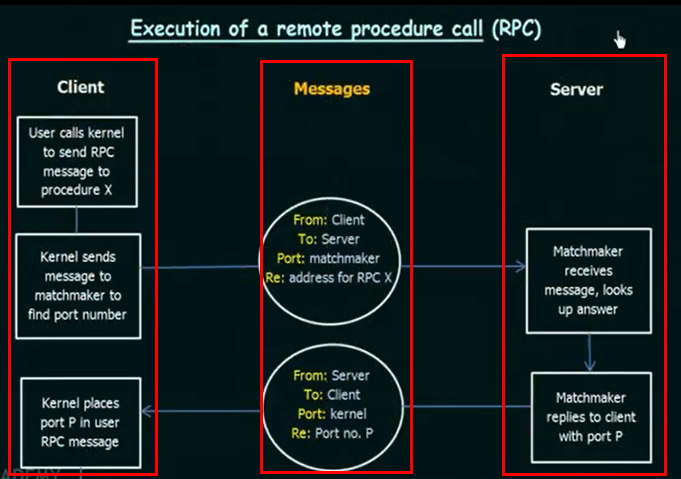 Execution of a remote procedure call (RPC)
Client
Messages
Server
User calls kernel
to send RPC
message to
procedure X
Kernel sends
message to
matchmaker to
find port number
From: Client
To: Server
Port: matchmaker
Re: address for RPC X
Matchmaker
receives
message, looks
up answer
Matchmaker
replies to client
with port P
From: Server
To: Client
Port: kernel
Re: Port no. P
Kernel places
port P in user
RPC message